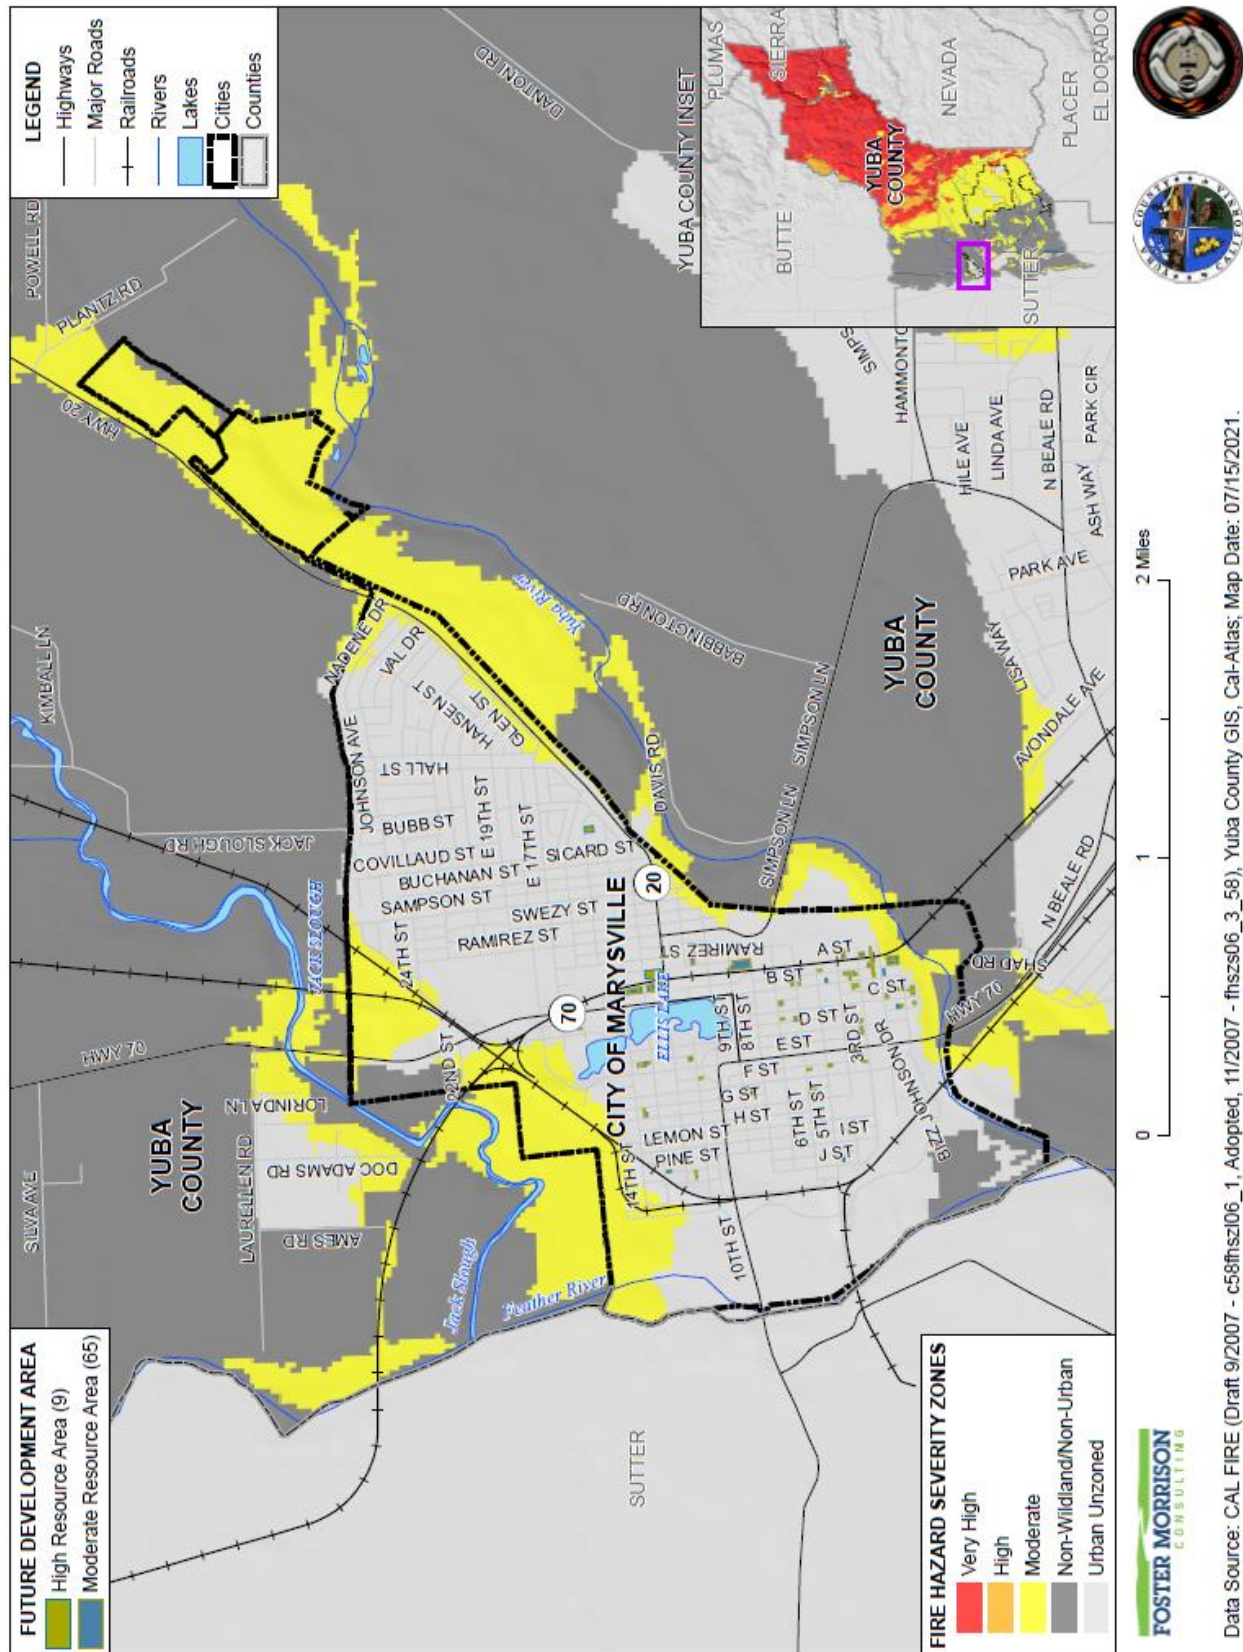 FUTURE DEVELOPMENT AREA
High Resource Area (9)
Moderate Resource Area (65)
LEGEND
Highways
Major Roads
Railroads
Rivers
Lakes
Cities
Counties
SILVA AVE
KIMBALL LN
POWELL RD
PLANTZ RD
DANTONI RD
HWY 20
HWY 70
YUBA
COUNTY
LAURELLEN RD
LORINDA LN
DOC ADAMS RD
AMES RD
JACK SLOUGH
JACK SLOUGH RD
JOHNSON AVE
NADENE DR
VAL DR
HANSEN ST
GLEN ST
HALL ST
BUBB ST
E 19TH ST
E 17TH ST
COVILLAUD ST
BUCHANAN ST
SAMPSON ST
SICARD ST
SWEZY ST
RAMIREZ ST
24TH ST
22ND ST
Jack Slough
Feather River
Yuba River
DAVIS RD
BABBINGTON RD
SIMPSON LN
SIMPSON LN
70
20
CITY OF MARYSVILLE
ELLIS LAKE
14TH ST
10TH ST
LEMON ST
PINE ST
9TH ST
8TH ST
RAMIREZ ST
A ST
B ST
C ST
D ST
E ST
F ST
G ST
H ST
I ST
J ST
6TH ST
5TH ST
3RD ST
BIZZ JOHNSON DR
HWY 70
SHAD RD
N BEALE RD
YUBA
COUNTY
LISA WAY
AVONDALE AVE
PARK AVE
ASH WAY
PARK CIR
N BEALE RD
LINDA AVE
HILE AVE
HAMMONTO
SIMPS
SUTTER
YUBA COUNTY INSET
PLUMAS
SIERRA
BUTTE
YUBA
COUNTY
NEVADA
SUTTER
PLACER
EL DORADO
FIRE HAZARD SEVERITY ZONES
Very High
High
Moderate
Non-Wildland/Non-Urban
Urban Unzoned
0
1
2 Miles
FOSTER MORRISON
CONSULTING
YUBA COUNTY
CALIFORNIA
Data Source: CAL FIRE (Draft 9/2007 - c58fhszl06_1, Adopted, 11/2007 - fhszs06_3_58), Yuba County GIS, Cal-Atlas; Map Date: 07/15/2021.